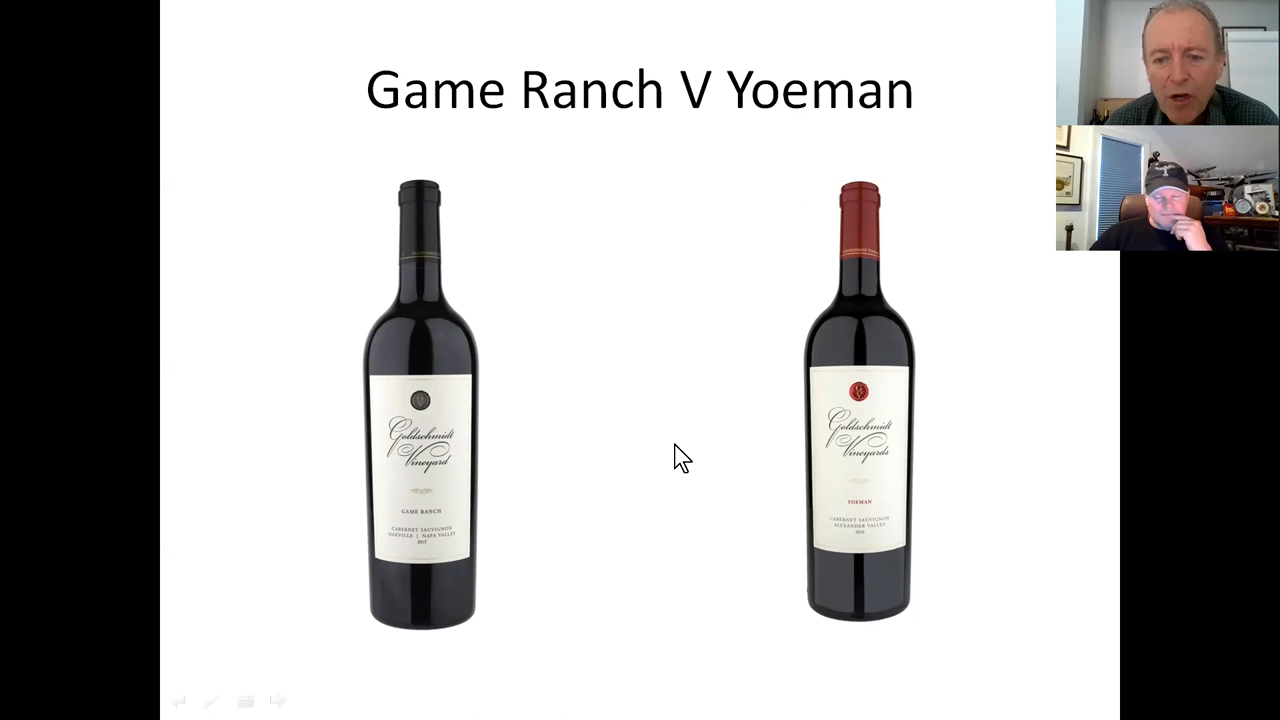 Game Ranch V Yoeman
Goldschmidt
Vineyard
GAME RANCH
CABERNET SAUVIGNON
OAKVILLE | NAPA VALLEY
2015
Goldschmidt
Vineyards
YOEMAN
CABERNET SAUVIGNON
ALEXANDER VALLEY